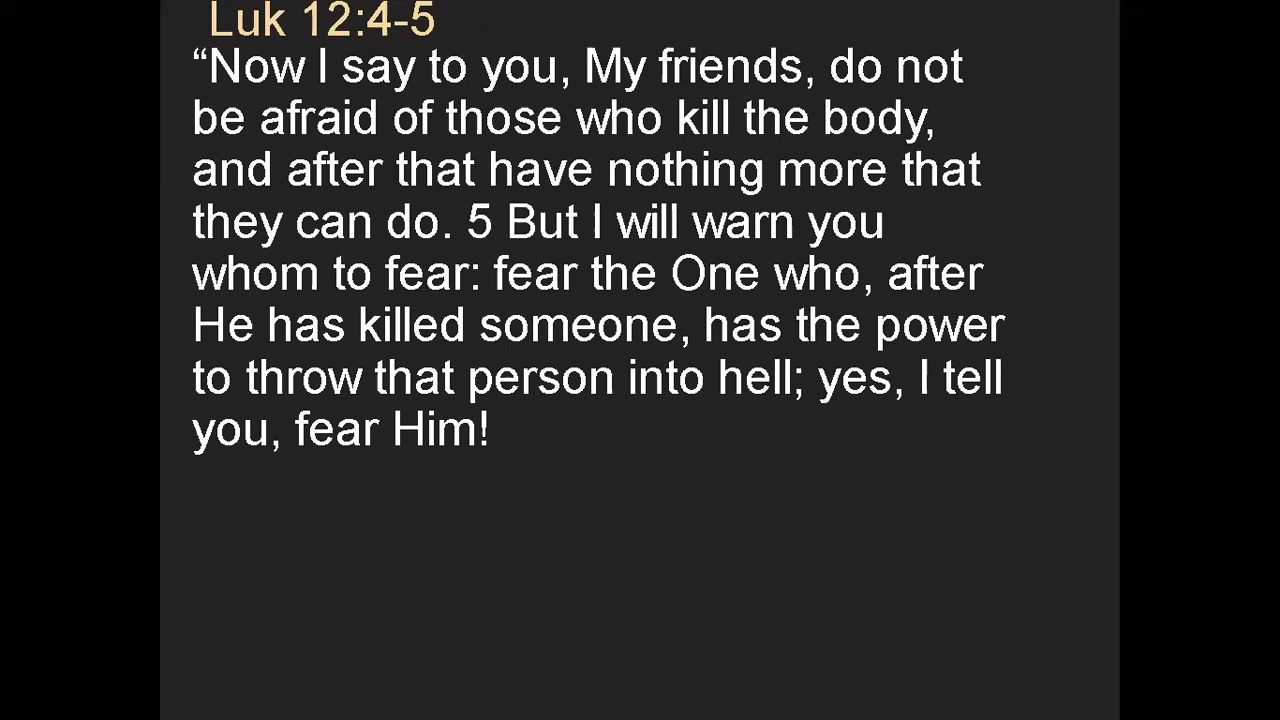 Luk 12:4-5
“Now I say to you, My friends, do not
be afraid of those who kill the body,
and after that have nothing more that
they can do. 5 But I will warn you
whom to fear: fear the One who, after
He has killed someone, has the power
to throw that person into hell; yes, I tell
you, fear Him!